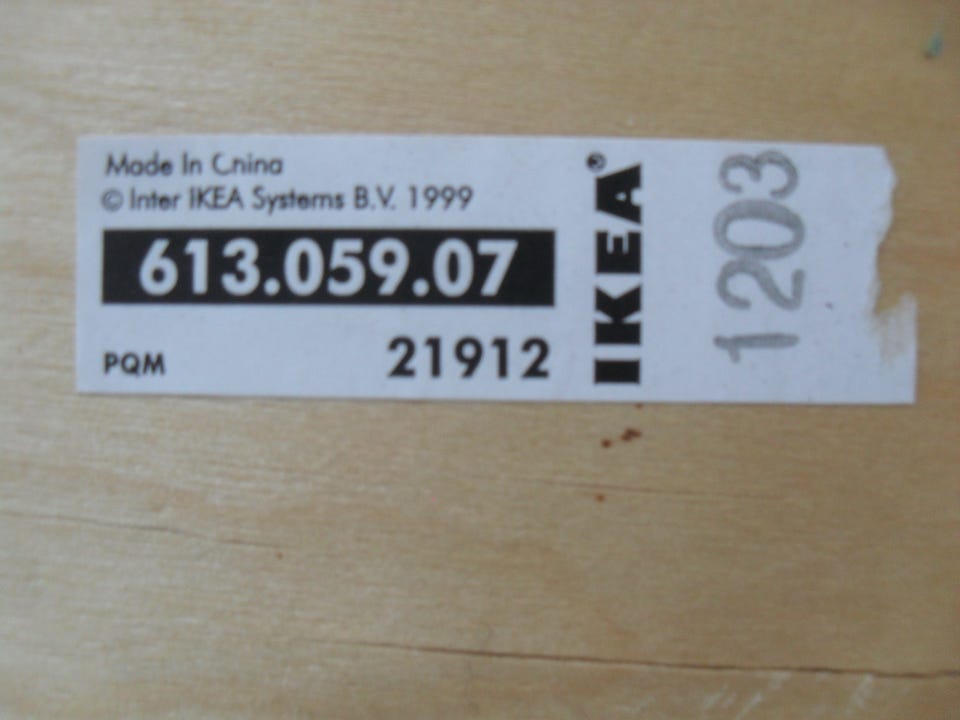 Made In China
© Inter IKEA Systems B.V. 1999
613.059.07
PQM 21912
IKEA®
1203